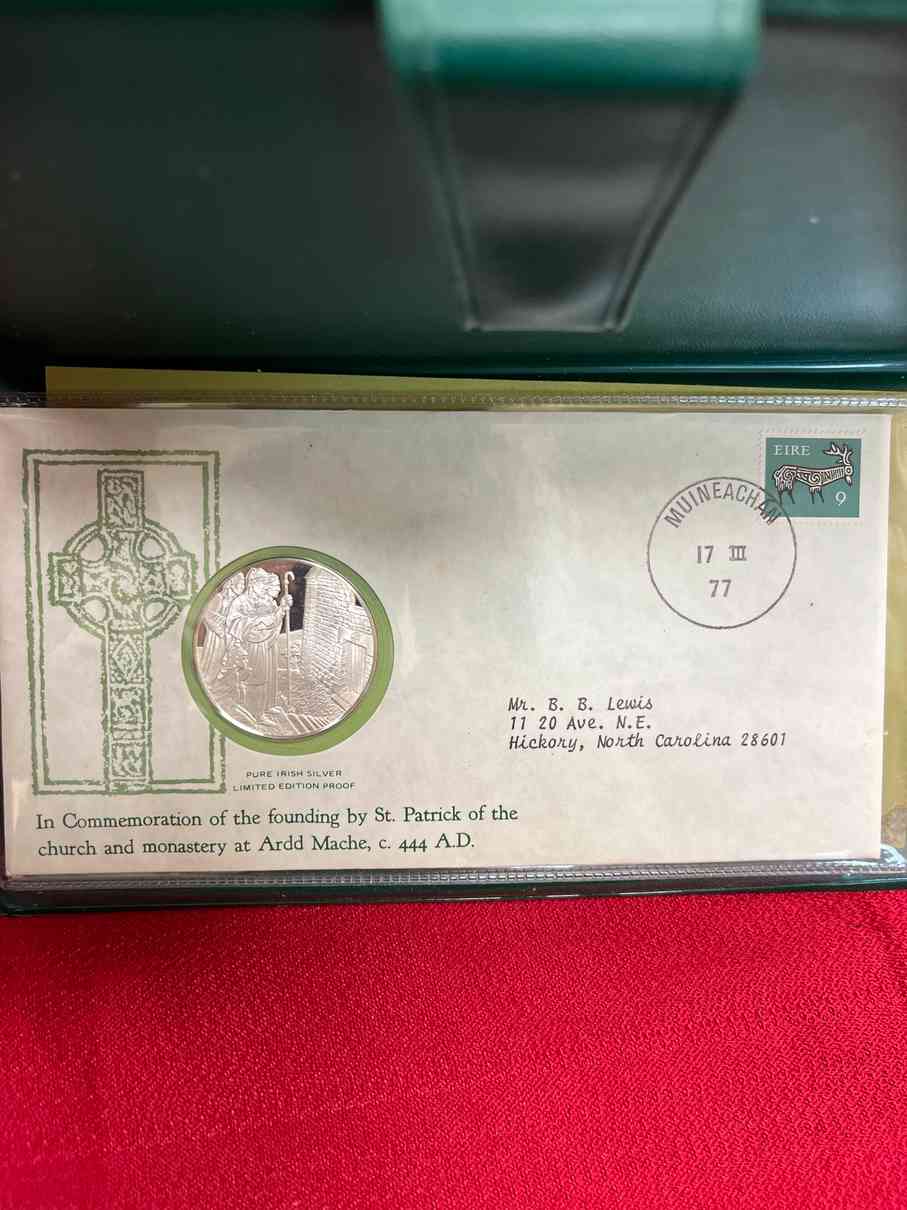 EIRE
9
MUINEACHAN
17 III
77
Mr. B. B. Lewis
11 20 Ave. N.E.
Hickory, North Carolina 28601
PURE IRISH SILVER
LIMITED EDITION PROOF
In Commemoration of the founding by St. Patrick of the
church and monastery at Ardd Mache, c. 444 A.D.